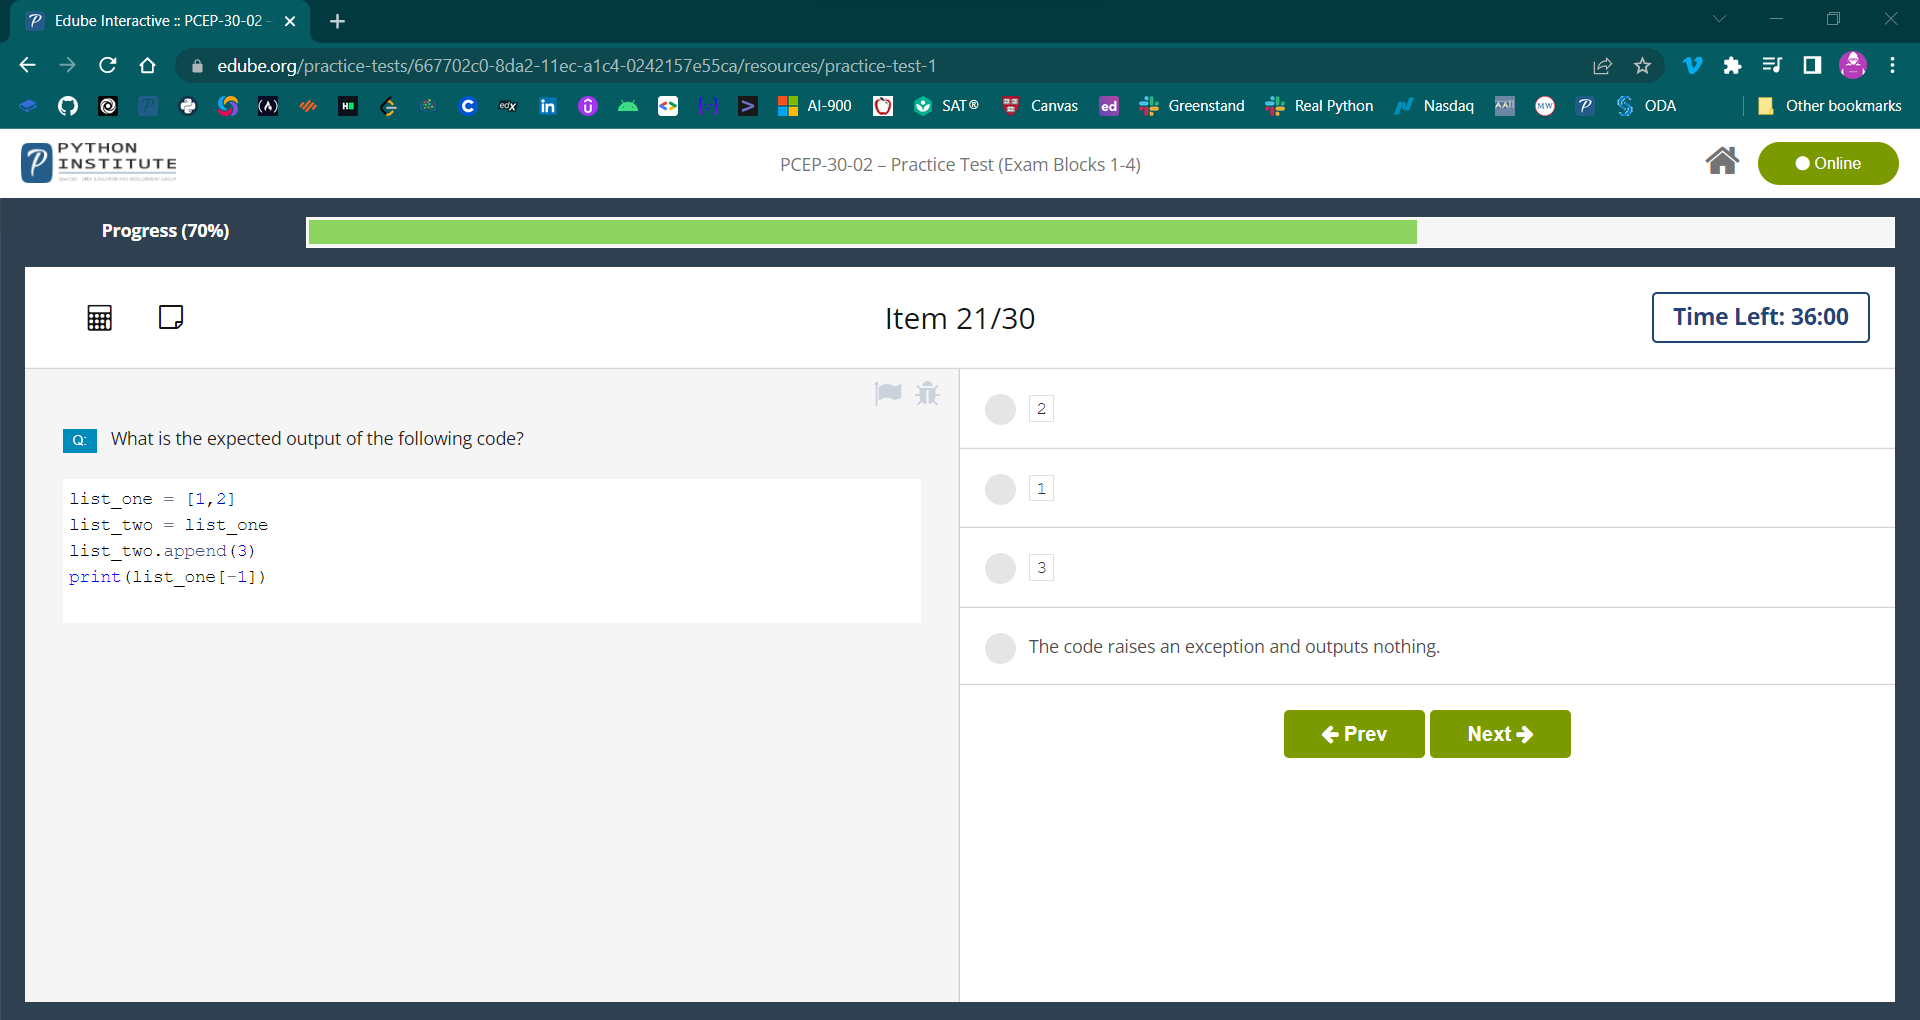 Edube Interactive :: PCEP-30-02 -
edube.org/practice-tests/667702c0-8da2-11ec-a1c4-0242157e55ca/resources/practice-test-1
AI-900
SAT®
Canvas
ed
Greenstand
Real Python
Nasdaq
MW
ODA
Other bookmarks
PYTHON
INSTITUTE
PCEP-30-02 – Practice Test (Exam Blocks 1-4)
Online
Progress (70%)
Item 21/30
Time Left: 36:00
Q: What is the expected output of the following code?
list_one = [1,2]
list_two = list_one
list_two.append(3)
print(list_one[-1])
2
1
3
The code raises an exception and outputs nothing.
Prev
Next